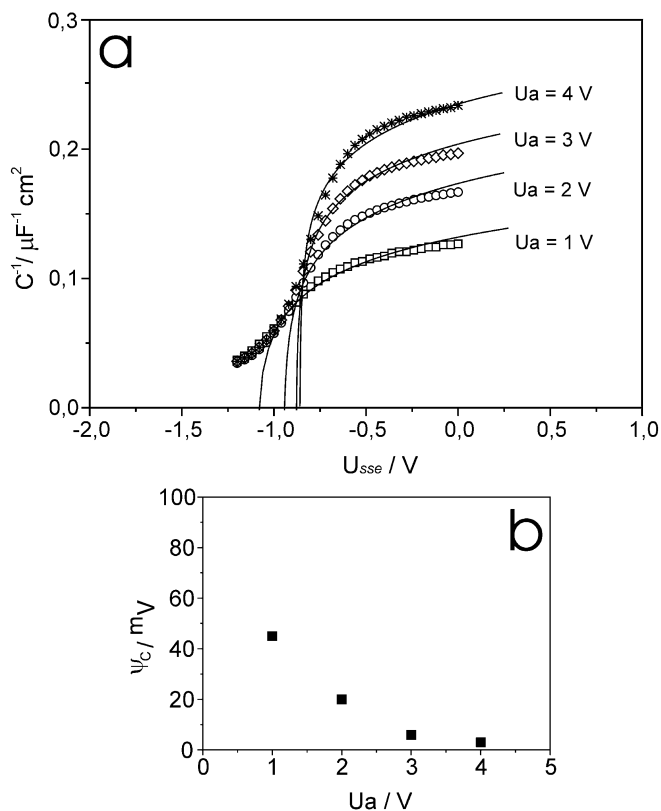 a
0,3
0,2
0,1
0,0
C⁻¹/ μF⁻¹ cm²
Ua = 4 V
Ua = 3 V
Ua = 2 V
Ua = 1 V
-2,0 -1,5 -1,0 -0,5 0,0 0,5 1,0
Usse / V
b
100
80
60
40
20
0
ψC/ mV
0 1 2 3 4 5
Ua / V